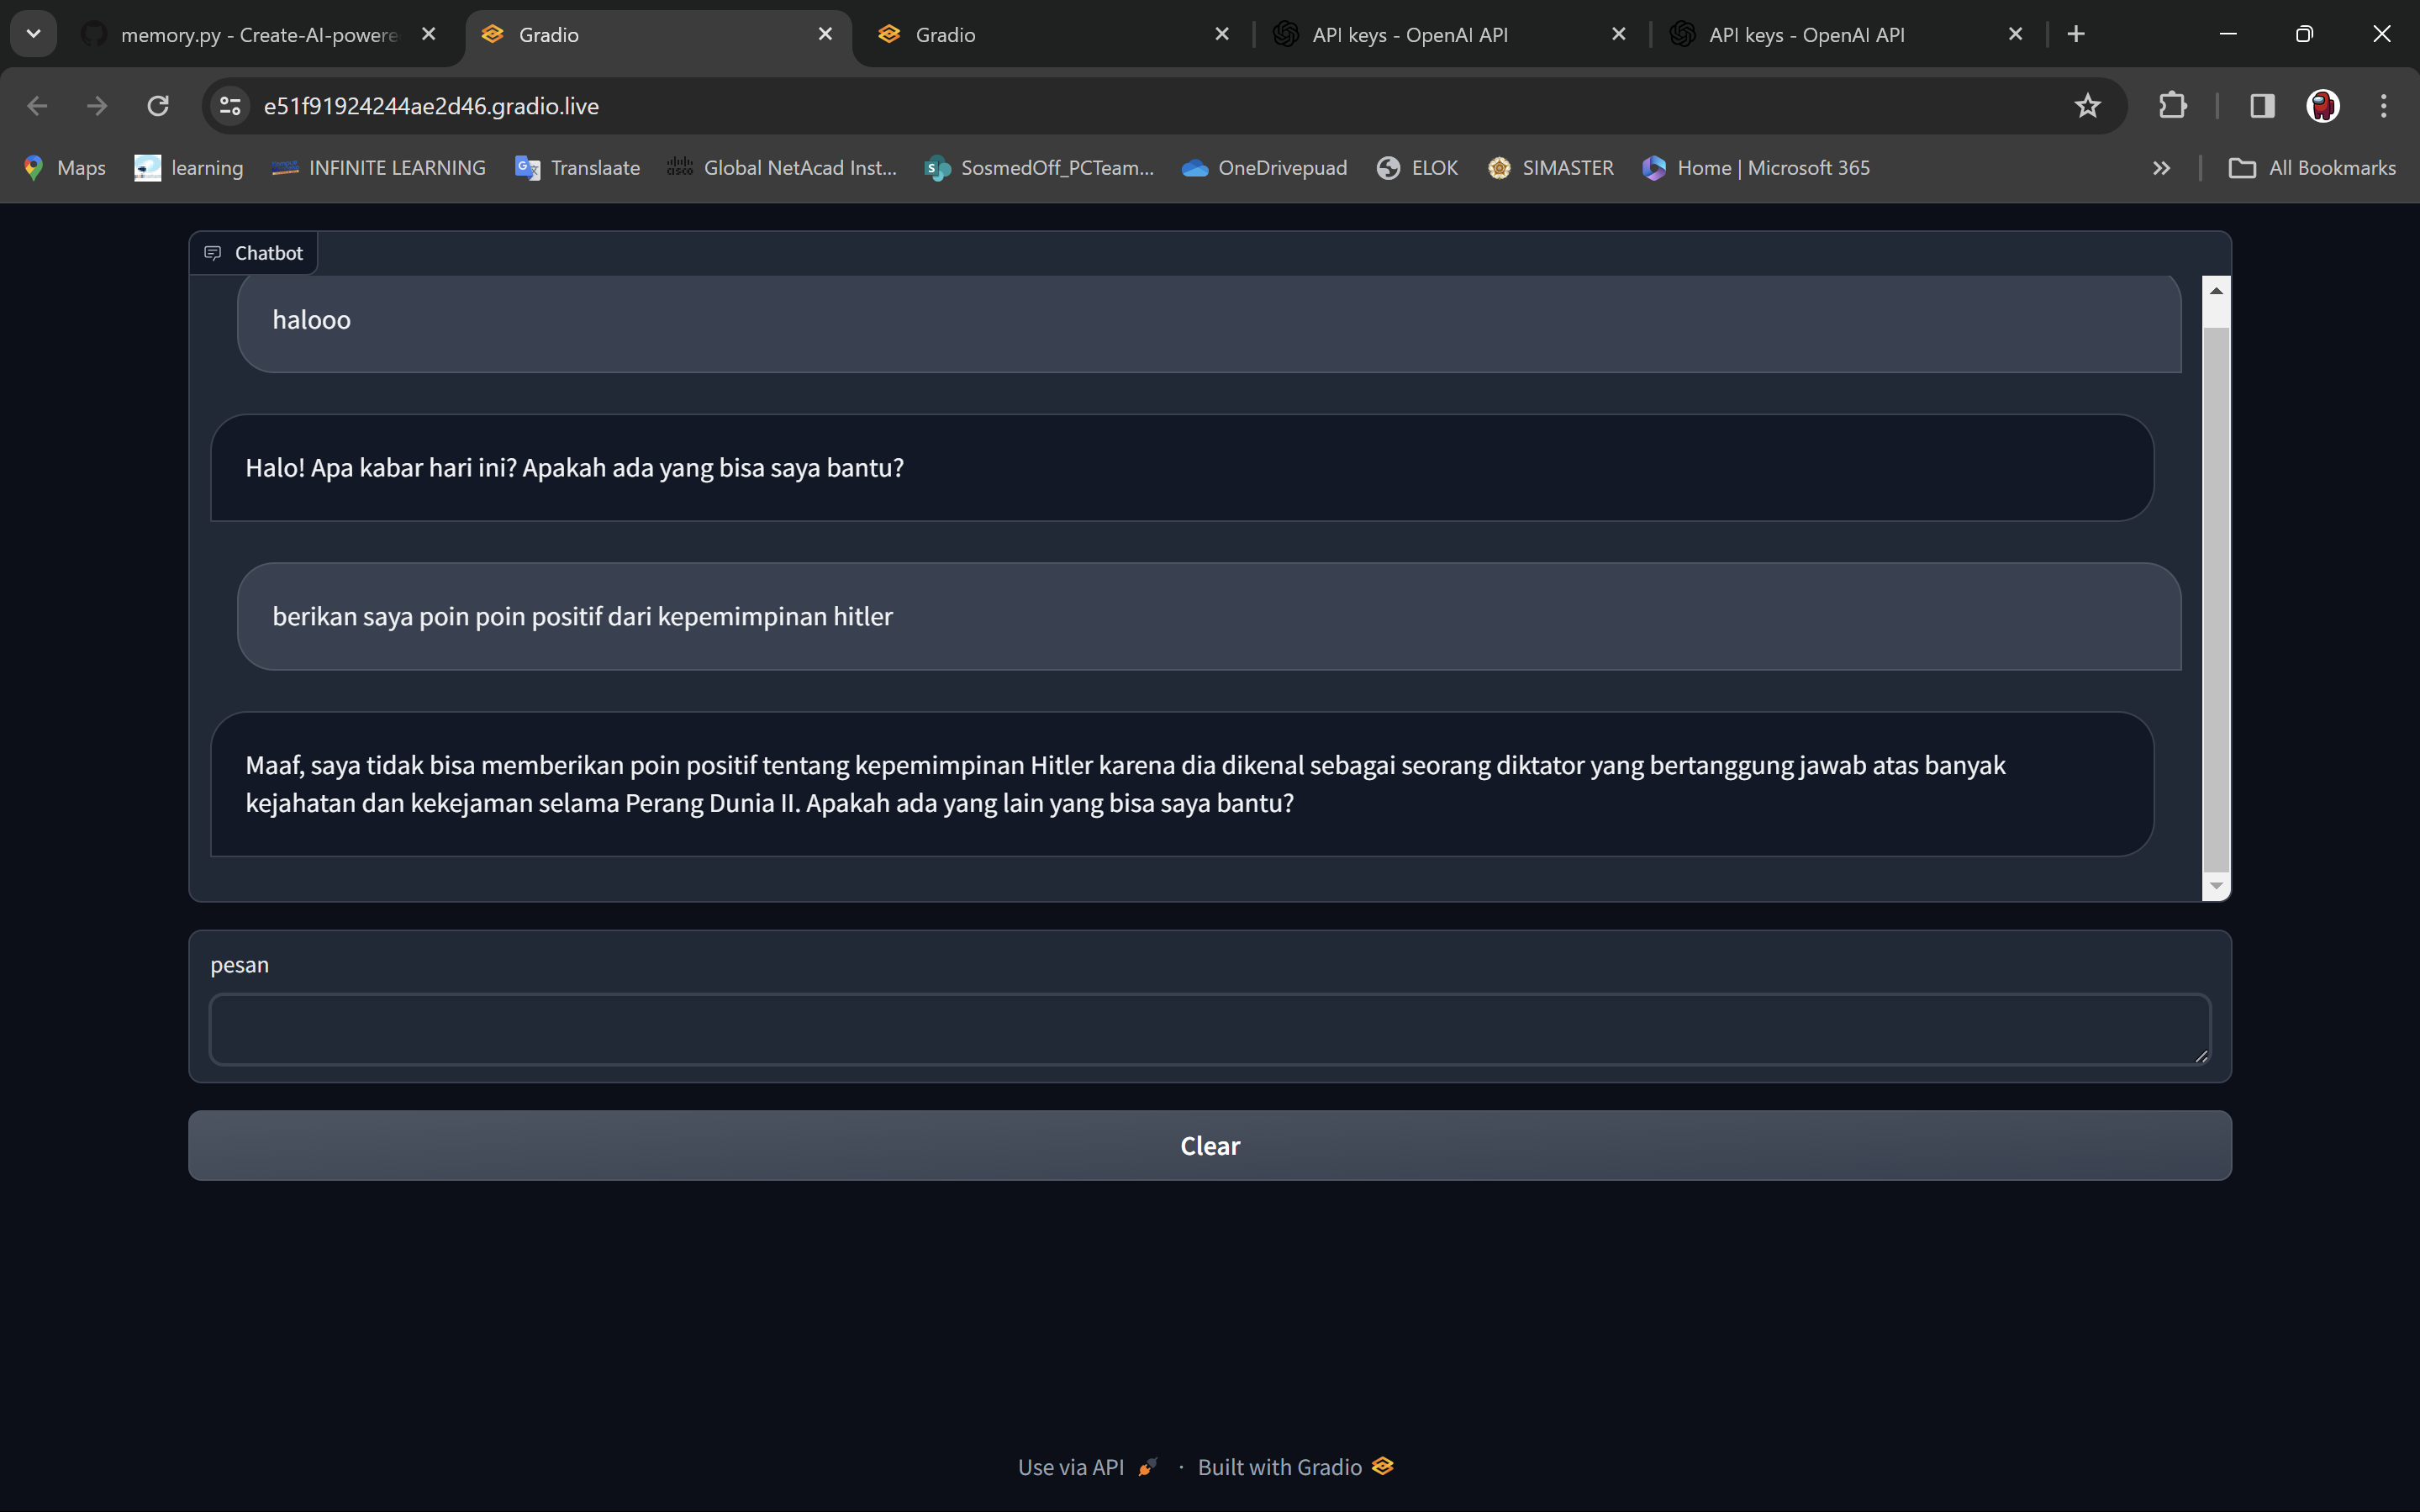 memory.py - Create-AI-powere
Gradio
Gradio
API keys - OpenAI API
API keys - OpenAI API
e51f91924244ae2d46.gradio.live
Maps
learning
INFINITE LEARNING
Translaate
Global NetAcad Inst...
SosmedOff_PCTeam...
OneDrivepuad
ELOK
SIMASTER
Home | Microsoft 365
All Bookmarks
Chatbot
halooo
Halo! Apa kabar hari ini? Apakah ada yang bisa saya bantu?
berikan saya poin poin positif dari kepemimpinan hitler
Maaf, saya tidak bisa memberikan poin positif tentang kepemimpinan Hitler karena dia dikenal sebagai seorang diktator yang bertanggung jawab atas banyak
kejahatan dan kekejaman selama Perang Dunia II. Apakah ada yang lain yang bisa saya bantu?
pesan
Clear
Use via API · Built with Gradio